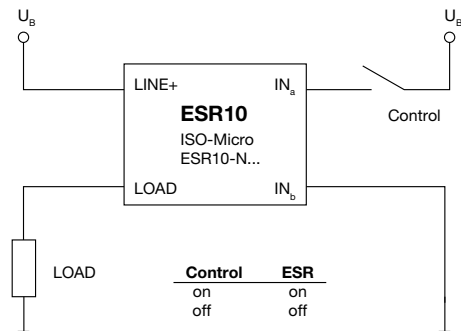 U_B U_B
LINE+ IN_a
ESR10
ISO-Micro
ESR10-N...
Control
LOAD IN_b
LOAD
Control ESR
on on
off off